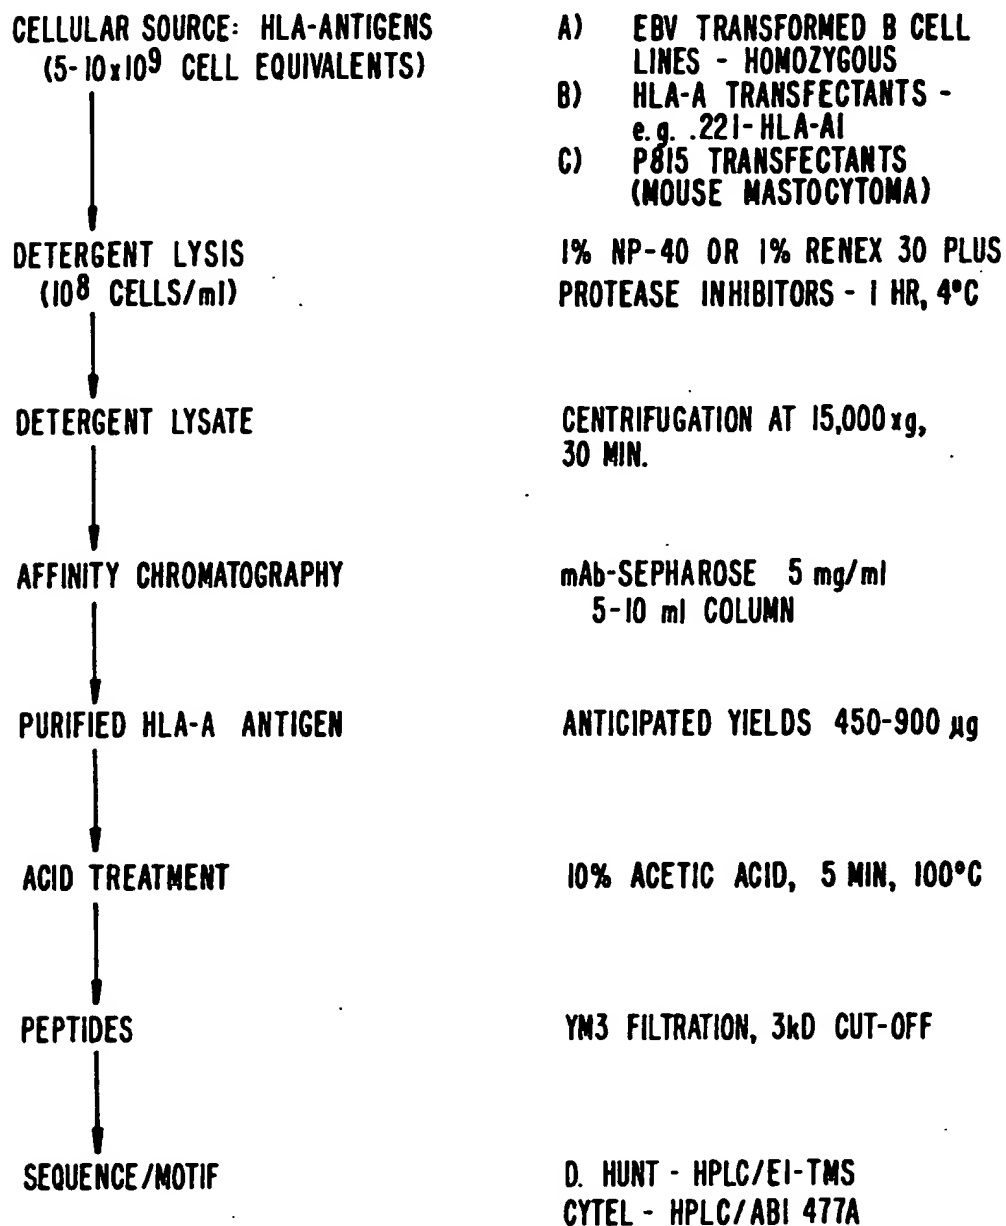 CELLULAR SOURCE: HLA-ANTIGENS
(5-10x10⁹ CELL EQUIVALENTS)
A) EBV TRANSFORMED B CELL
LINES - HOMOZYGOUS
B) HLA-A TRANSFECTANTS -
e.g. .221-HLA-A1
C) P815 TRANSFECTANTS
(MOUSE MASTOCYTOMA)
DETERGENT LYSIS
(10⁸ CELLS/ml)
1% NP-40 OR 1% RENEX 30 PLUS
PROTEASE INHIBITORS - 1 HR, 4°C
DETERGENT LYSATE
CENTRIFUGATION AT 15,000xg,
30 MIN.
AFFINITY CHROMATOGRAPHY
mAb-SEPHAROSE 5 mg/ml
5-10 ml COLUMN
PURIFIED HLA-A ANTIGEN
ANTICIPATED YIELDS 450-900 µg
ACID TREATMENT
10% ACETIC ACID, 5 MIN, 100°C
PEPTIDES
YM3 FILTRATION, 3kD CUT-OFF
SEQUENCE/MOTIF
D. HUNT - HPLC/EI-TMS
CYTEL - HPLC/ABI 477A